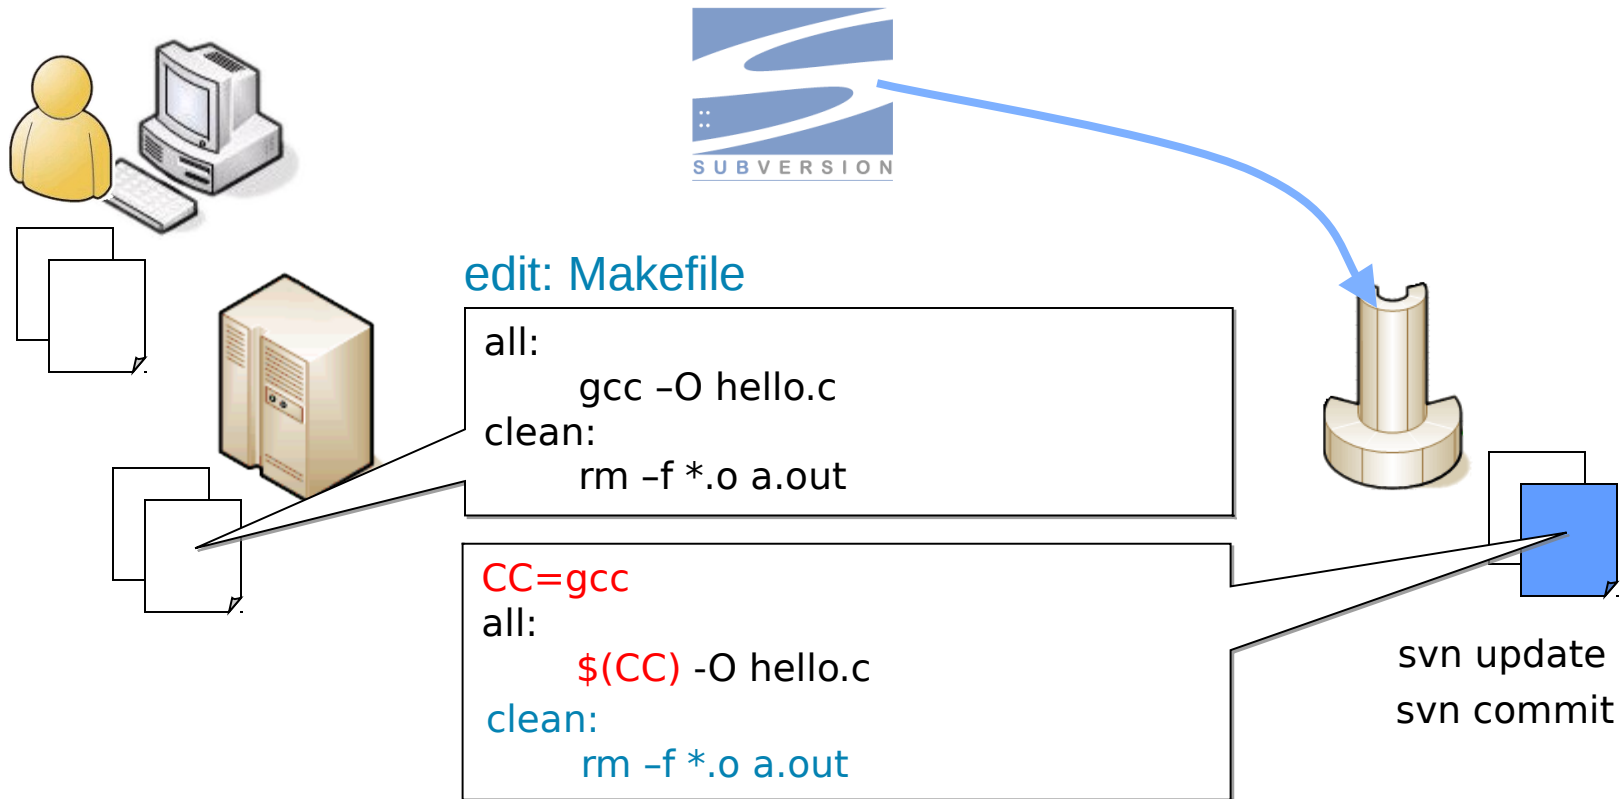 SUBVERSION
edit: Makefile
all:
gcc –O hello.c
clean:
rm –f *.o a.out
CC=gcc
all:
$(CC) -O hello.c
clean:
rm –f *.o a.out
svn update
svn commit